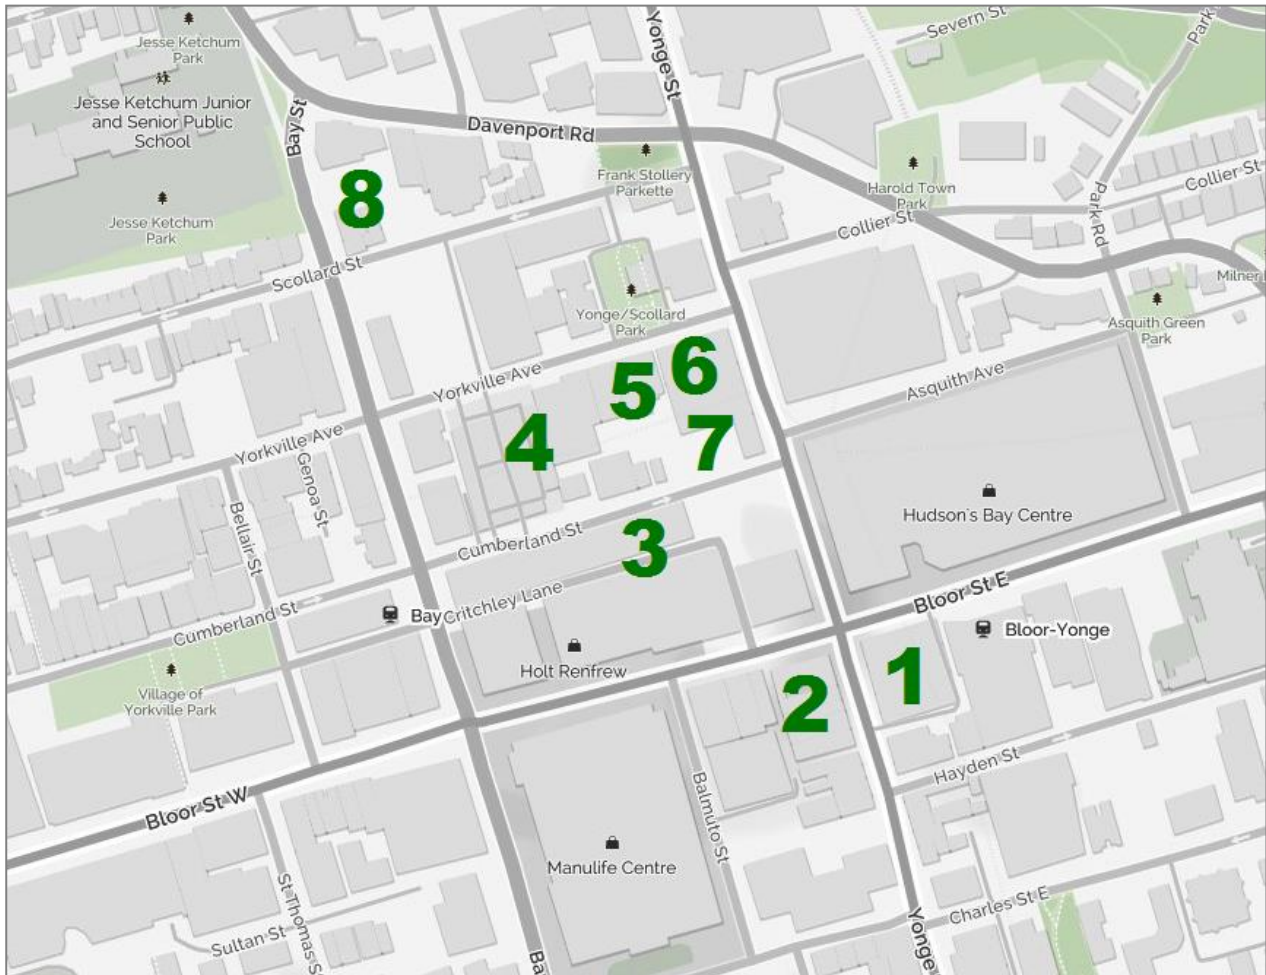 Severn St
Park
Yonge St
Jesse Ketchum
Park
Jesse Ketchum Junior
and Senior Public
School
Bay St
Davenport Rd
Frank Stollery
Parkette
Harold Town
Park
Collier St
Park Rd
8
Jesse Ketchum
Park
Collier St
Scollard St
Milner
Yonge/Scollard
Park
Asquith Green
Park
6
5
Yorkville Ave
Asquith Ave
7
4
Yorkville Ave
Genoa St
Bellair St
Hudson's Bay Centre
Cumberland St
3
Bloor St E
Critchley Lane
Bay
Cumberland St
Bloor-Yonge
Holt Renfrew
1
2
Village of
Yorkville Park
Hayden St
Bloor St W
Balmuto St
Manulife Centre
St Thomas S
Charles St E
Sultan St
Yonge
Ba